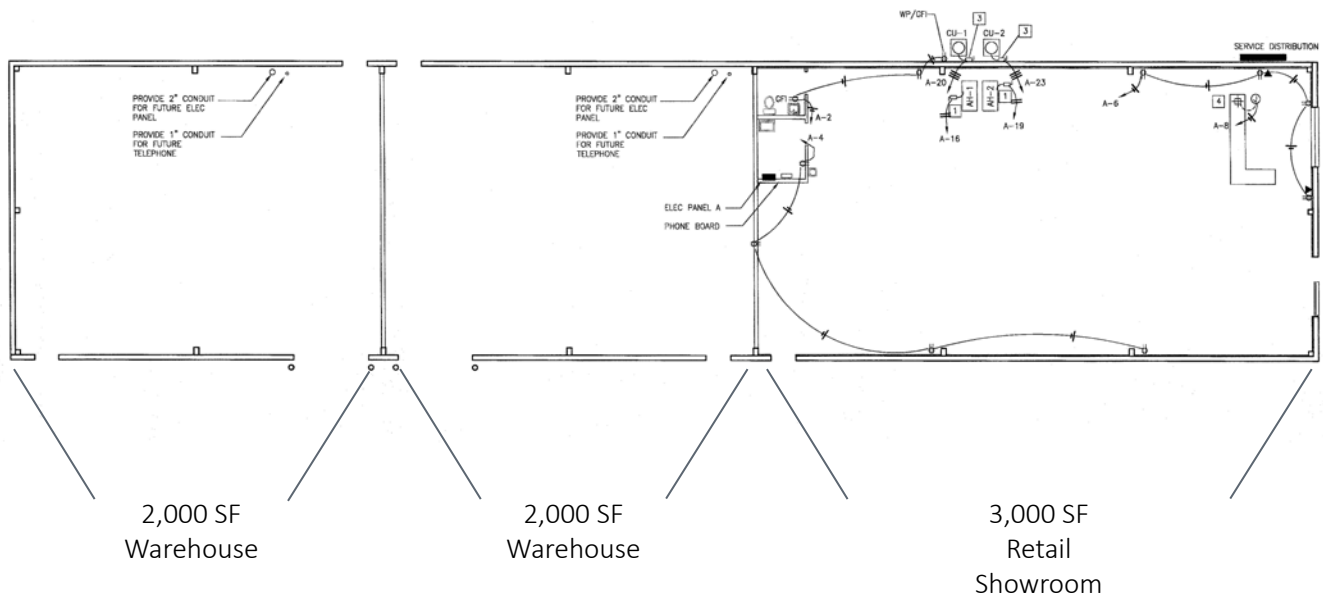 WP/GFI
3
3
CU-1
CU-2
SERVICE DISTRIBUTION
PROVIDE 2" CONDUIT
FOR FUTURE ELEC
PANEL
PROVIDE 1" CONDUIT
FOR FUTURE
TELEPHONE
PROVIDE 2" CONDUIT
FOR FUTURE ELEC
PANEL
PROVIDE 1" CONDUIT
FOR FUTURE
TELEPHONE
GFI
A-2
A-4
A-20
A-23
AH-1
AH-2
1
1
A-16
A-19
A-6
4
J
A-8
ELEC PANEL A
PHONE BOARD
2,000 SF
Warehouse
2,000 SF
Warehouse
3,000 SF
Retail
Showroom